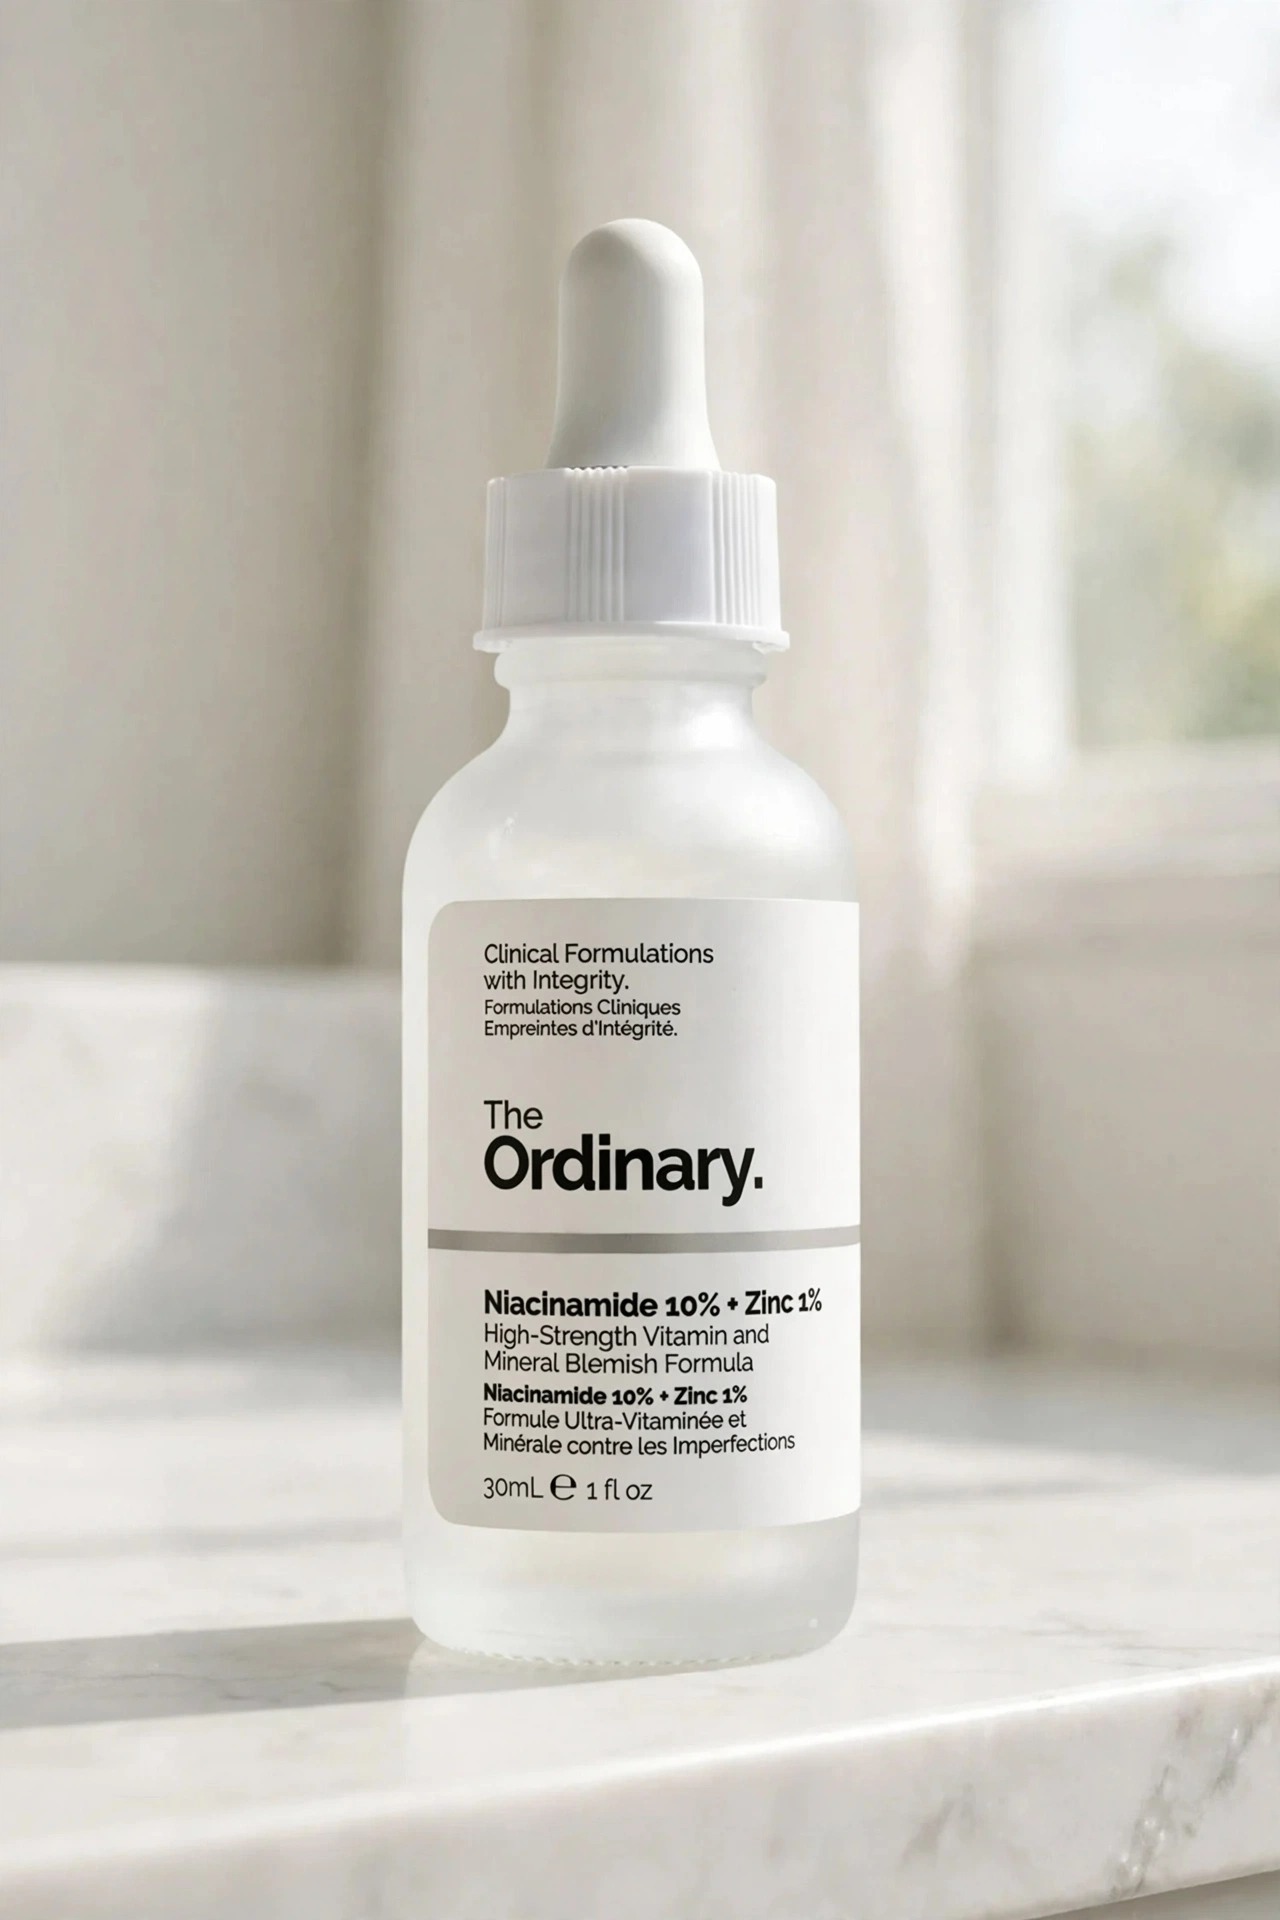 Clinical Formulations
with Integrity.
Formulations Cliniques
Empreintes d'Intégrité.
The
Ordinary.
Niacinamide 10% + Zinc 1%
High-Strength Vitamin and
Mineral Blemish Formula
Niacinamide 10% + Zinc 1%
Formule Ultra-Vitaminée et
Minérale contre les Imperfections
30mL ℮ 1 fl oz